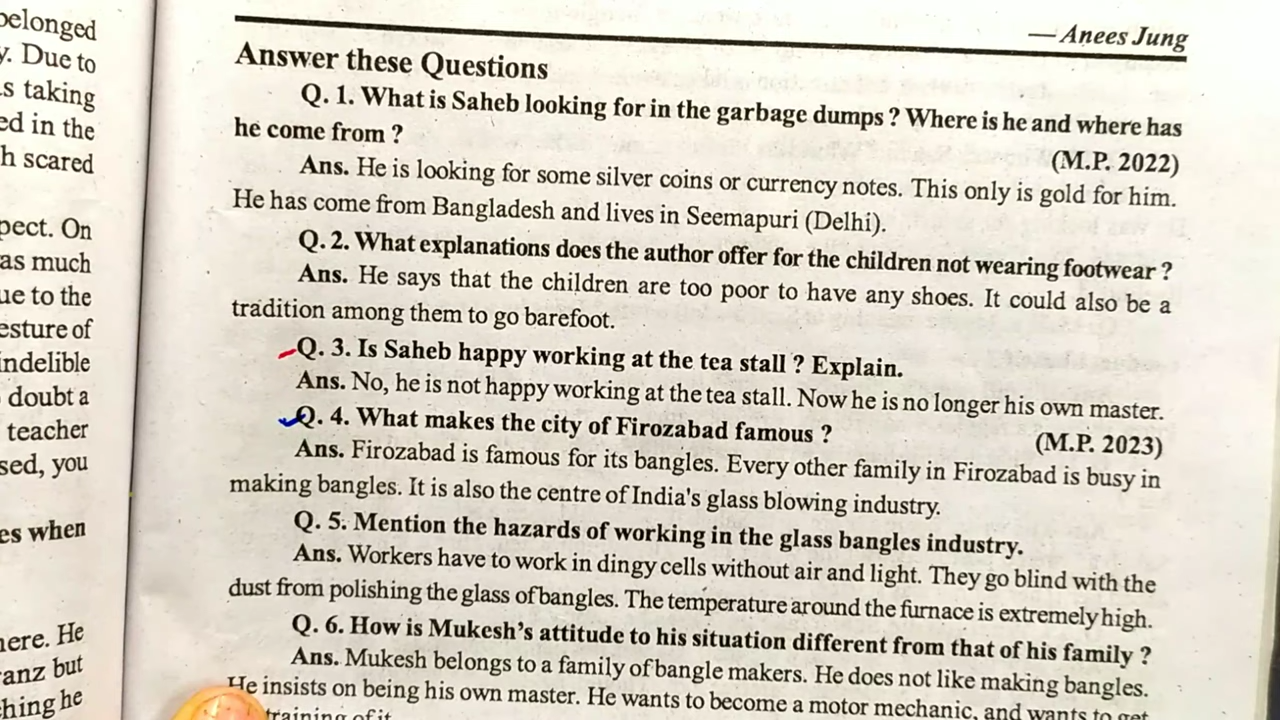 belonged
y. Due to
s taking
ed in the
h scared
pect. On
as much
ue to the
esture of
indelible
doubt a
teacher
sed, you
es when
here. He
anz but
ching he
— Anees Jung
Answer these Questions
Q. 1. What is Saheb looking for in the garbage dumps ? Where is he and where has
he come from ? (M.P. 2022)
Ans. He is looking for some silver coins or currency notes. This only is gold for him.
He has come from Bangladesh and lives in Seemapuri (Delhi).
Q. 2. What explanations does the author offer for the children not wearing footwear ?
Ans. He says that the children are too poor to have any shoes. It could also be a
tradition among them to go barefoot.
Q. 3. Is Saheb happy working at the tea stall ? Explain.
Ans. No, he is not happy working at the tea stall. Now he is no longer his own master.
Q. 4. What makes the city of Firozabad famous ? (M.P. 2023)
Ans. Firozabad is famous for its bangles. Every other family in Firozabad is busy in
making bangles. It is also the centre of India's glass blowing industry.
Q. 5. Mention the hazards of working in the glass bangles industry.
Ans. Workers have to work in dingy cells without air and light. They go blind with the
dust from polishing the glass of bangles. The temperature around the furnace is extremely high.
Q. 6. How is Mukesh's attitude to his situation different from that of his family ?
Ans. Mukesh belongs to a family of bangle makers. He does not like making bangles.
He insists on being his own master. He wants to become a motor mechanic, and wants to get
training of it